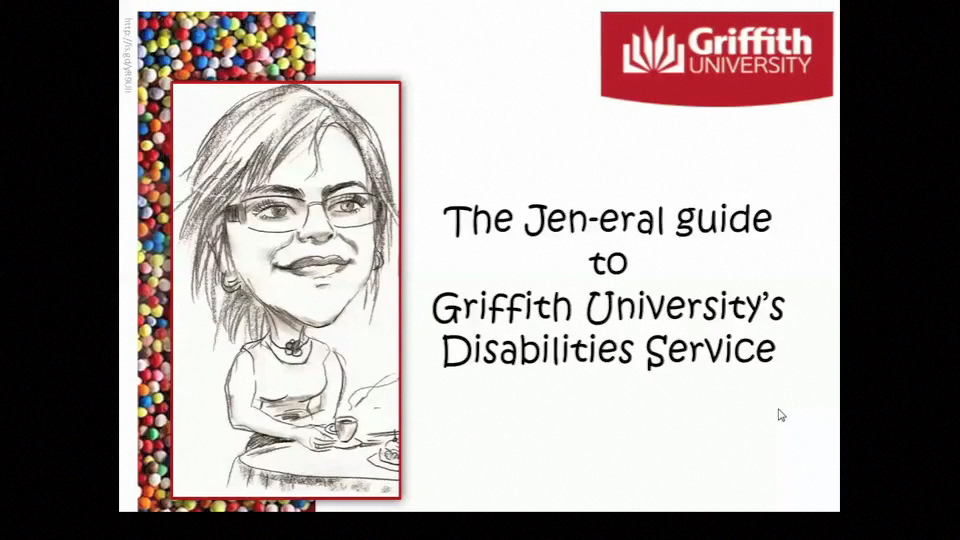 Griffith
UNIVERSITY
The Jen-eral guide
to
Griffith University's
Disabilities Service